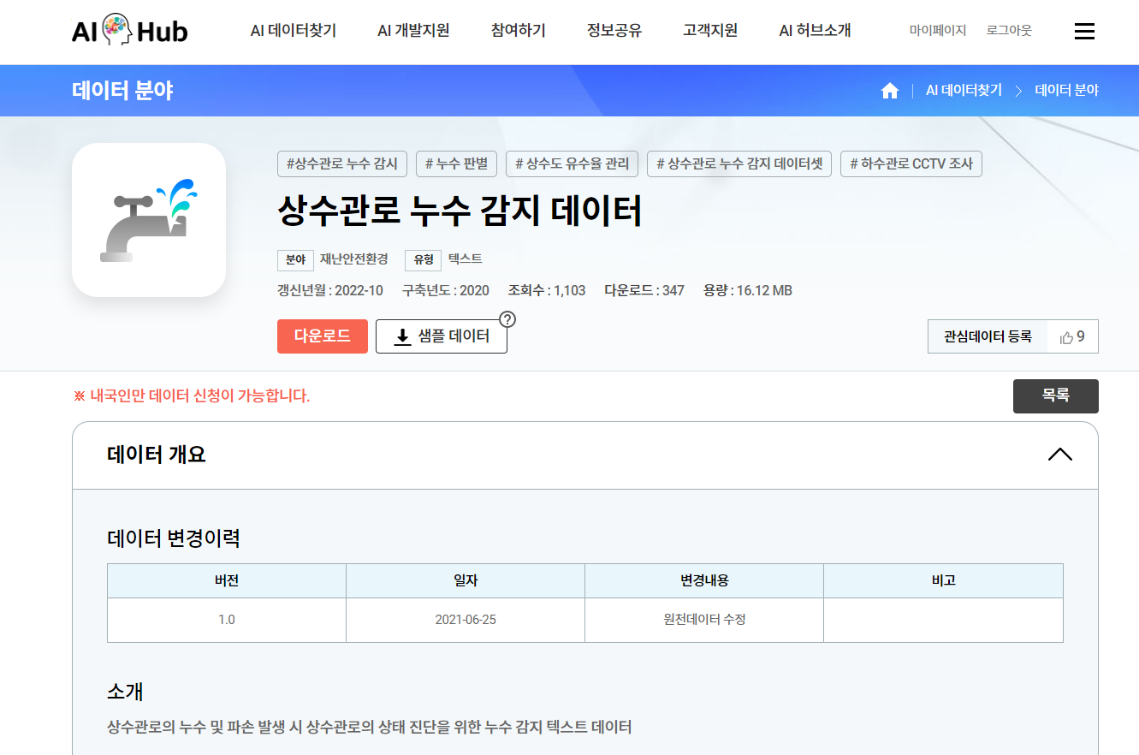 AI Hub
AI 데이터찾기 AI 개발지원 참여하기 정보공유 고객지원 AI 허브소개 마이페이지 로그아웃
데이터 분야
AI 데이터찾기 > 데이터 분야
#상수관로 누수 감시 # 누수 판별 # 상수도 유수율 관리 # 상수관로 누수 감지 데이터셋 # 하수관로 CCTV 조사
상수관로 누수 감지 데이터
분야 재난안전환경 유형 텍스트
갱신년월 : 2022-10 구축년도 : 2020 조회수 : 1,103 다운로드 : 347 용량 : 16.12 MB
다운로드 샘플 데이터 ? 관심데이터 등록 9
※ 내국인만 데이터 신청이 가능합니다.
목록
데이터 개요
데이터 변경이력
버전 일자 변경내용 비고
1.0 2021-06-25 원천데이터 수정
소개
상수관로의 누수 및 파손 발생 시 상수관로의 상태 진단을 위한 누수 감지 텍스트 데이터